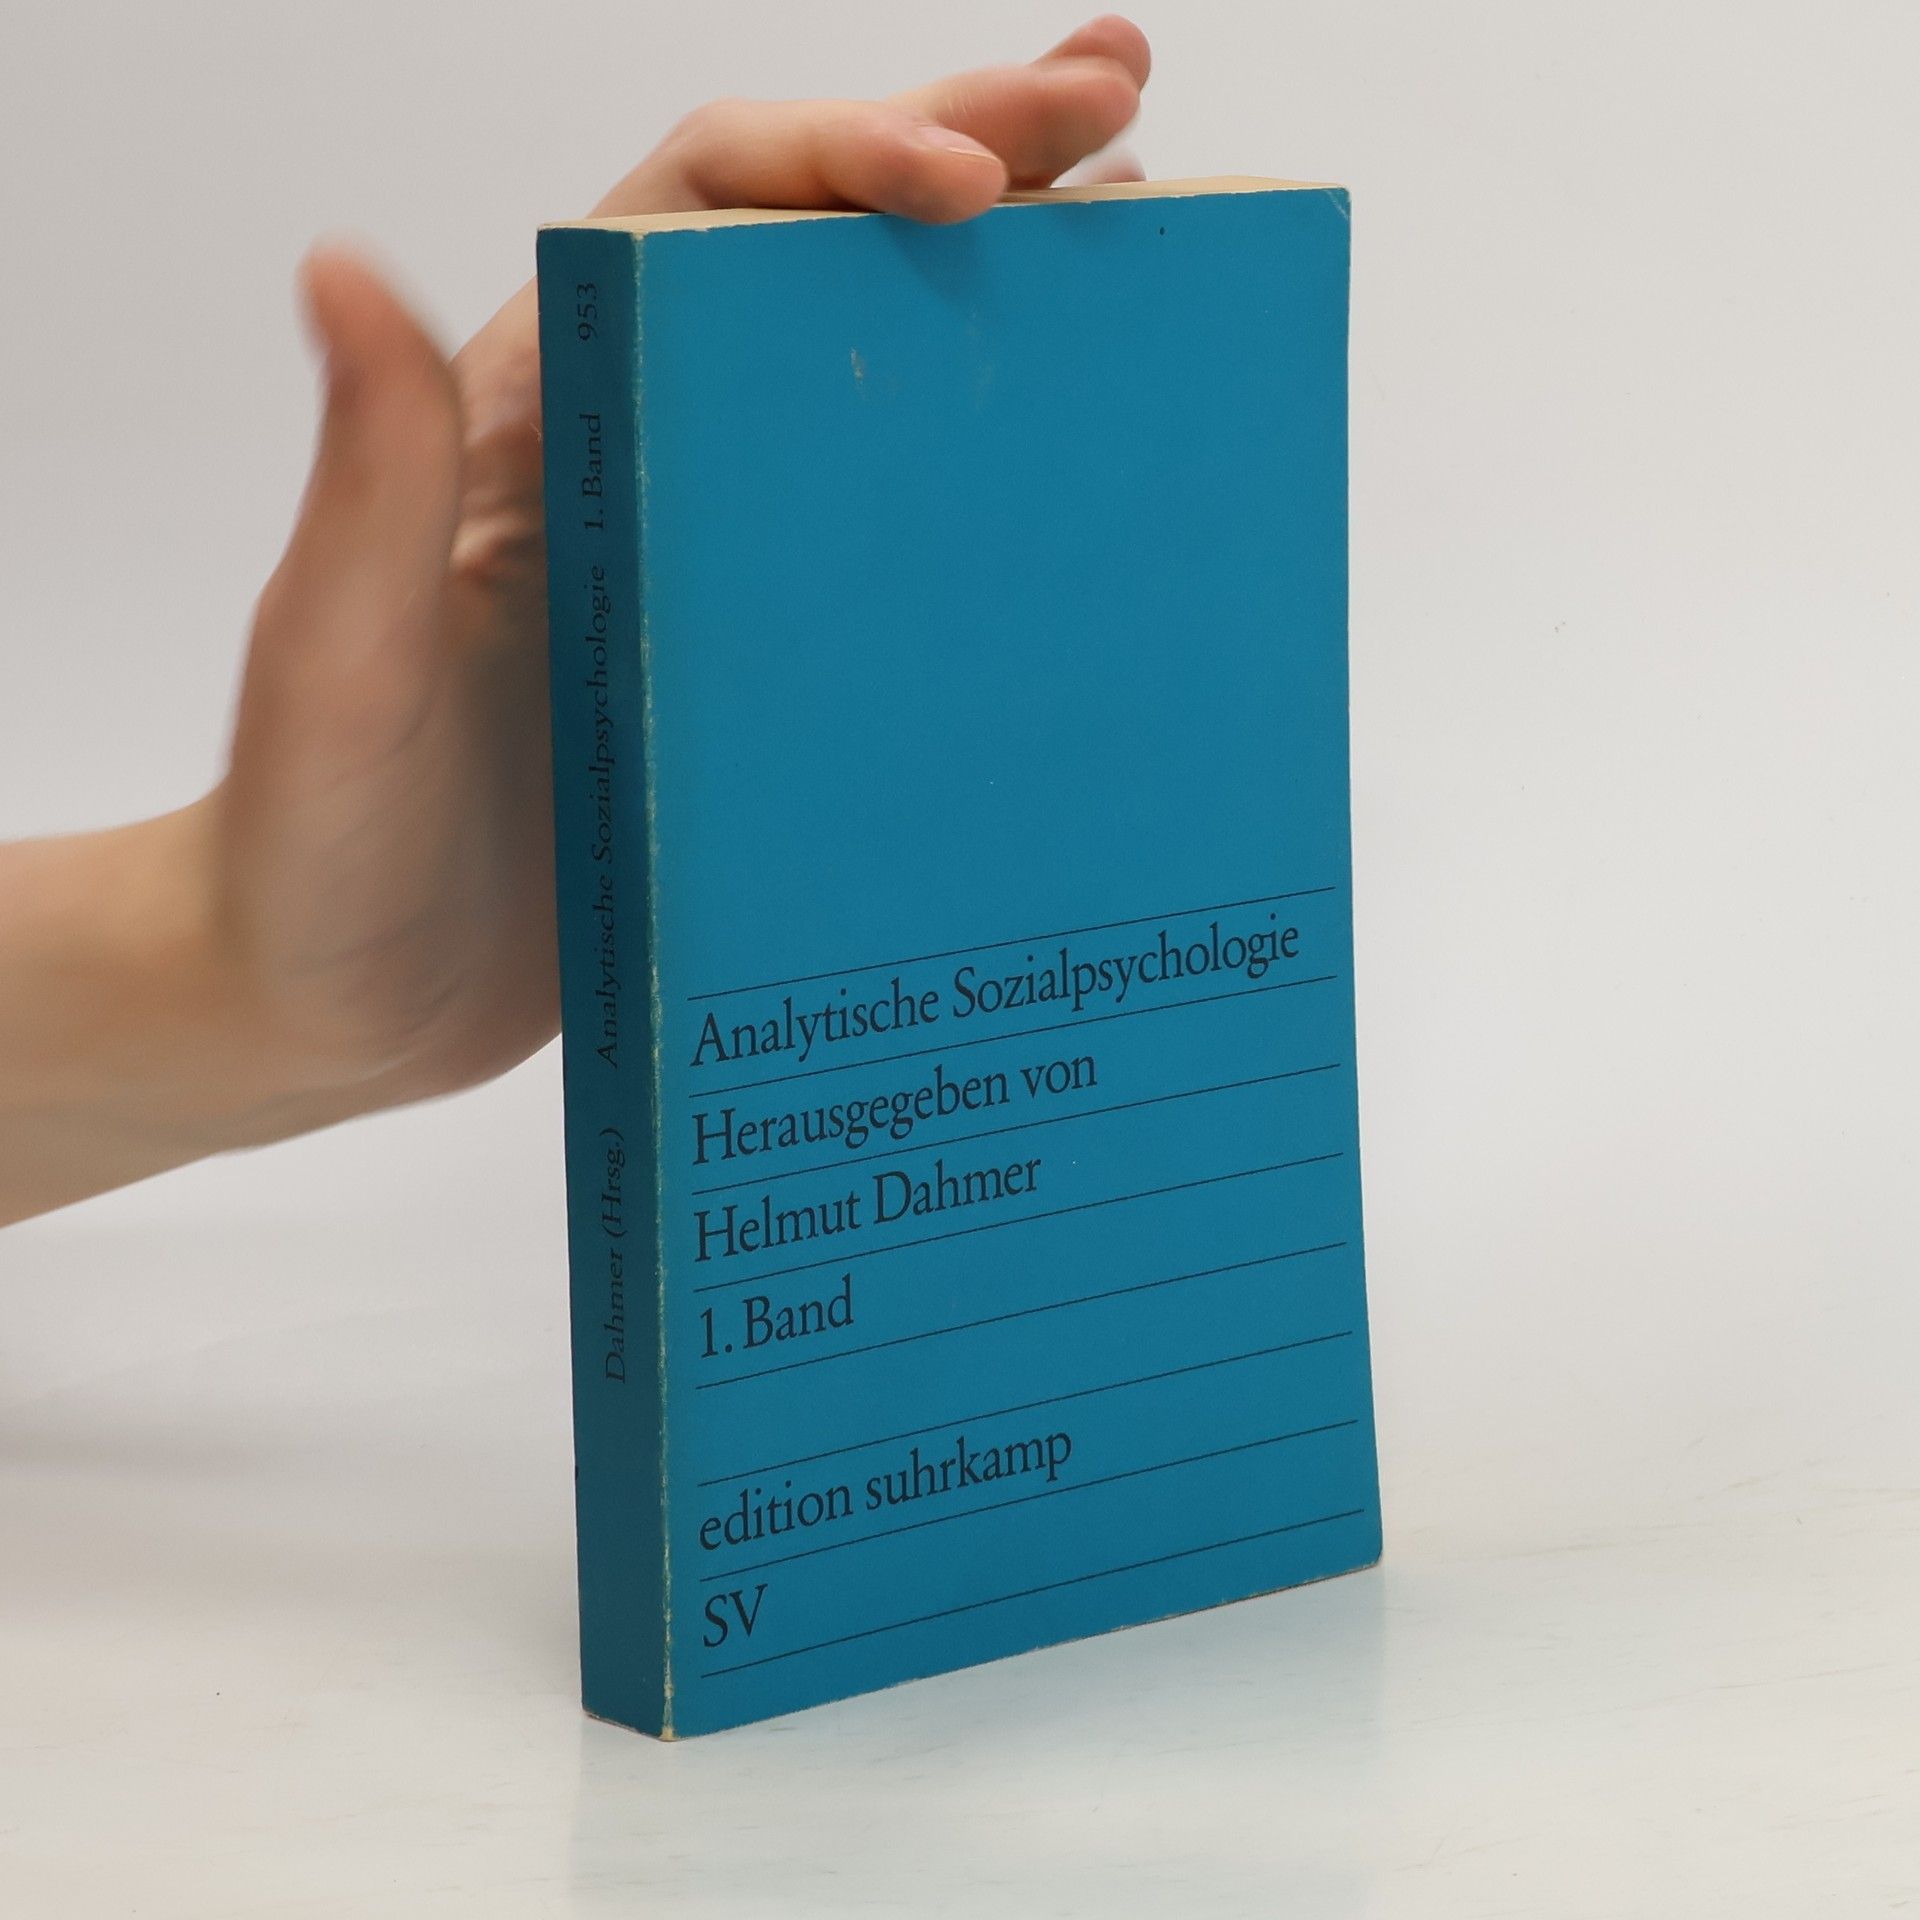 Dahmer (Hrsg.) Analytische Sozialpsychologie 1. Band 953
Analytische Sozialpsychologie
Herausgegeben von
Helmut Dahmer
1. Band
edition suhrkamp
SV